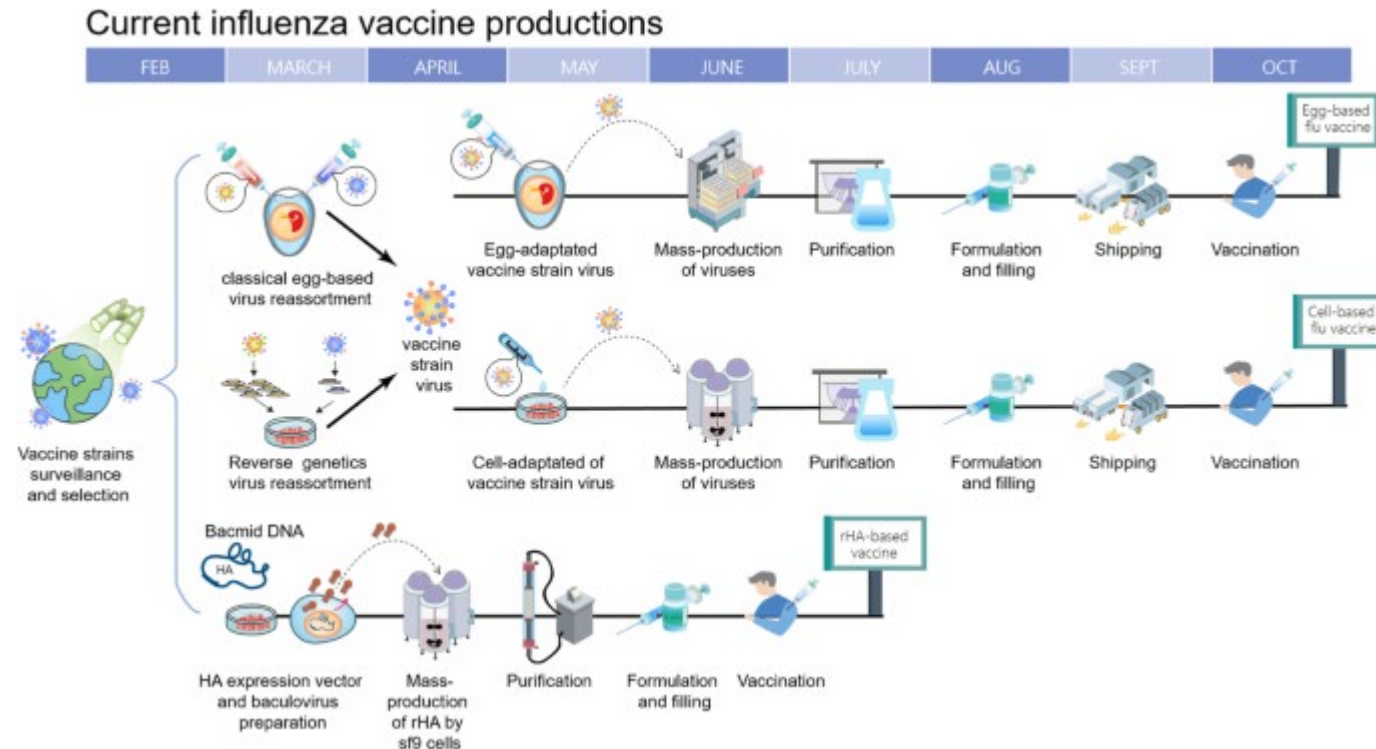 Current influenza vaccine productions
FEB MARCH APRIL MAY JUNE JULY AUG SEPT OCT
Egg-based
flu vaccine
classical egg-based
virus reassortment
Egg-adaptated
vaccine strain virus
Mass-production
of viruses
Purification
Formulation
and filling
Shipping
Vaccination
vaccine
strain
virus
Vaccine strains
surveillance
and selection
Cell-based
flu vaccine
Reverse genetics
virus reassortment
Cell-adaptated of
vaccine strain virus
Mass-production
of viruses
Purification
Formulation
and filling
Shipping
Vaccination
Bacmid DNA
HA
rHA-based
vaccine
HA expression vector
and baculovirus
preparation
Mass-
production
of rHA by
sf9 cells
Purification
Formulation
and filling
Vaccination